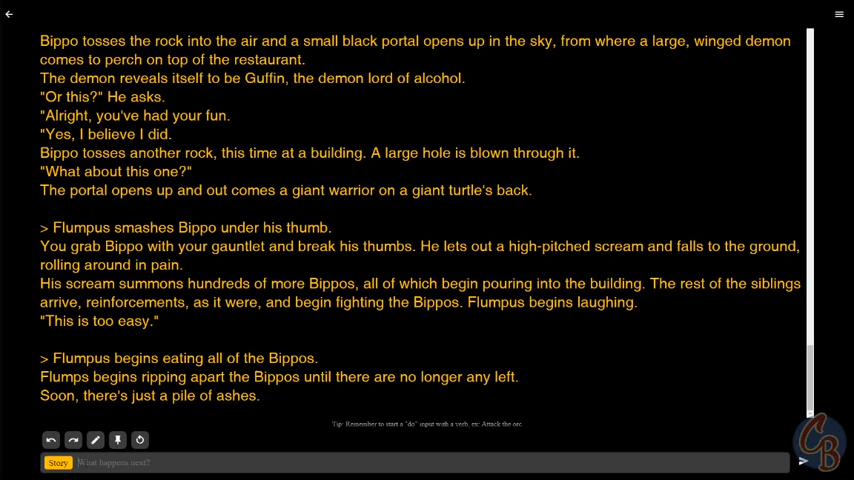 Bippo tosses the rock into the air and a small black portal opens up in the sky, from where a large, winged demon
comes to perch on top of the restaurant.
The demon reveals itself to be Guffin, the demon lord of alcohol.
"Or this?" He asks.
"Alright, you've had your fun.
"Yes, I believe I did.
Bippo tosses another rock, this time at a building. A large hole is blown through it.
"What about this one?"
The portal opens up and out comes a giant warrior on a giant turtle's back.
> Flumpus smashes Bippo under his thumb.
You grab Bippo with your gauntlet and break his thumbs. He lets out a high-pitched scream and falls to the ground,
rolling around in pain.
His scream summons hundreds of more Bippos, all of which begin pouring into the building. The rest of the siblings
arrive, reinforcements, as it were, and begin fighting the Bippos. Flumpus begins laughing.
"This is too easy."
> Flumpus begins eating all of the Bippos.
Flumps begins ripping apart the Bippos until there are no longer any left.
Soon, there's just a pile of ashes.
Tip: Remember to start a "do" input with a verb, ex: Attack the orc
Story What happens next?
CB